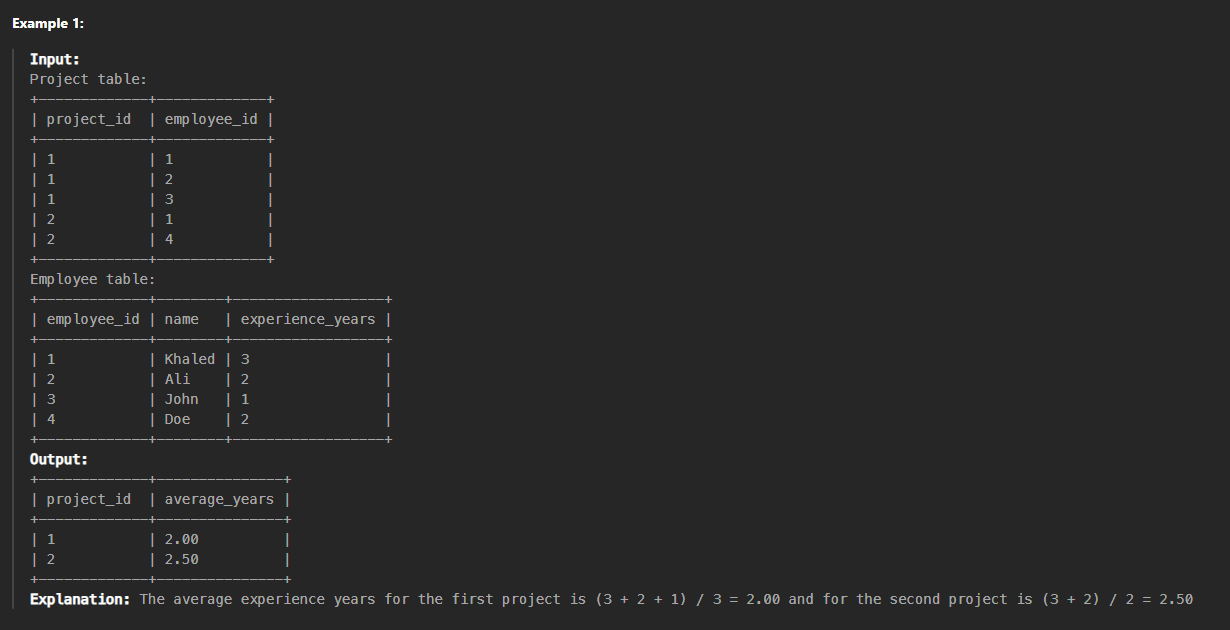 Example 1:
Input:
Project table:
+-------------+-------------+
| project_id  | employee_id |
+-------------+-------------+
| 1           | 1           |
| 1           | 2           |
| 1           | 3           |
| 2           | 1           |
| 2           | 4           |
+-------------+-------------+
Employee table:
+-------------+--------+------------------+
| employee_id | name   | experience_years |
+-------------+--------+------------------+
| 1           | Khaled | 3                |
| 2           | Ali    | 2                |
| 3           | John   | 1                |
| 4           | Doe    | 2                |
+-------------+--------+------------------+
Output:
+-------------+---------------+
| project_id  | average_years |
+-------------+---------------+
| 1           | 2.00          |
| 2           | 2.50          |
+-------------+---------------+
Explanation: The average experience years for the first project is (3 + 2 + 1) / 3 = 2.00 and for the second project is (3 + 2) / 2 = 2.50